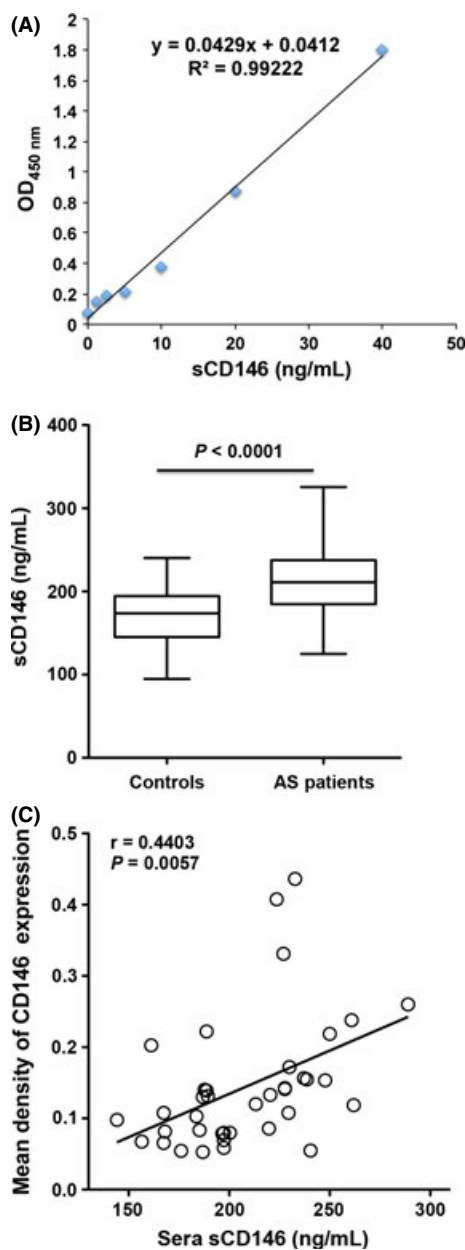 (A)
y = 0.0429x + 0.0412
R² = 0.99222
2
1.8
1.6
1.4
1.2
1
0.8
0.6
0.4
0.2
0
OD450 nm
0 10 20 30 40 50
sCD146 (ng/mL)
(B)
P < 0.0001
400
300
200
100
0
sCD146 (ng/mL)
Controls AS patients
(C)
r = 0.4403
P = 0.0057
0.5
0.4
0.3
0.2
0.1
0.0
Mean density of CD146 expression
150 200 250 300
Sera sCD146 (ng/mL)